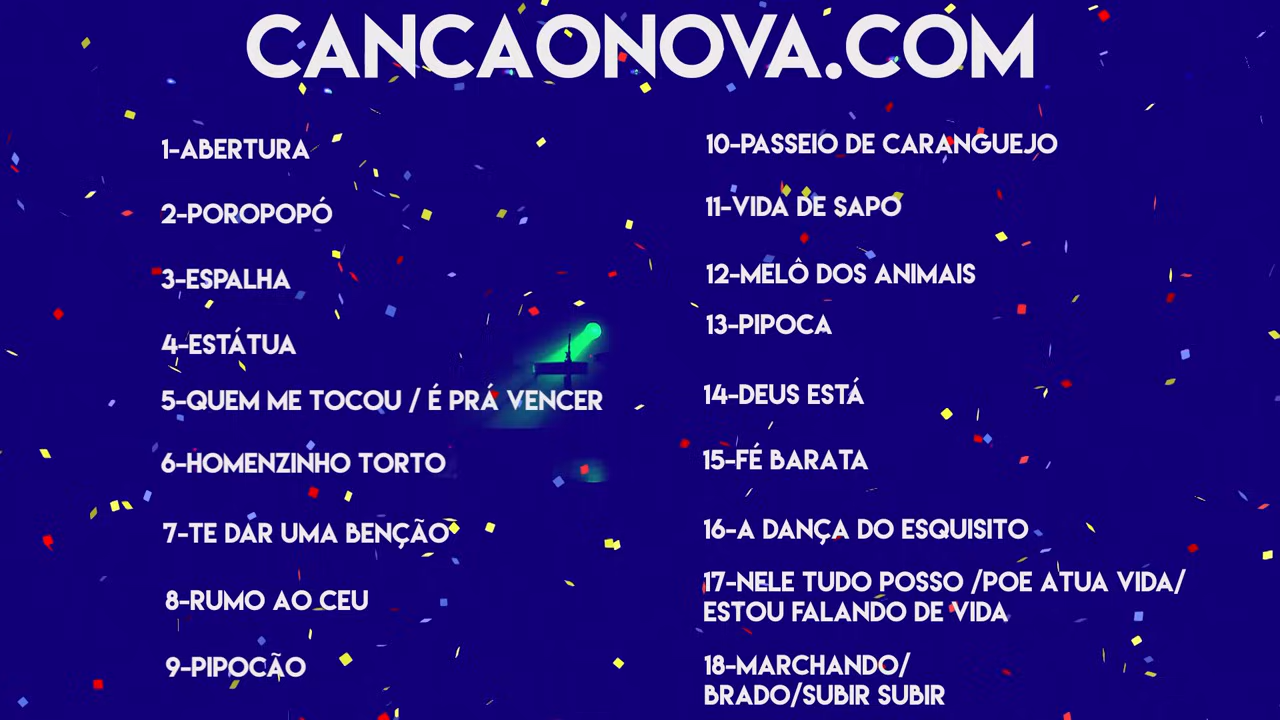 CANCAONOVA.COM
1-ABERTURA
2-POROPOPÓ
3-ESPALHA
4-ESTÁTUA
5-QUEM ME TOCOU / É PRÁ VENCER
6-HOMENZINHO TORTO
7-TE DAR UMA BENÇÃO
8-RUMO AO CEU
9-PIPOCÃO
10-PASSEIO DE CARANGUEJO
11-VIDA DE SAPO
12-MELÔ DOS ANIMAIS
13-PIPOCA
14-DEUS ESTÁ
15-FÉ BARATA
16-A DANÇA DO ESQUISITO
17-NELE TUDO POSSO /POE ATUA VIDA/
ESTOU FALANDO DE VIDA
18-MARCHANDO/
BRADO/SUBIR SUBIR